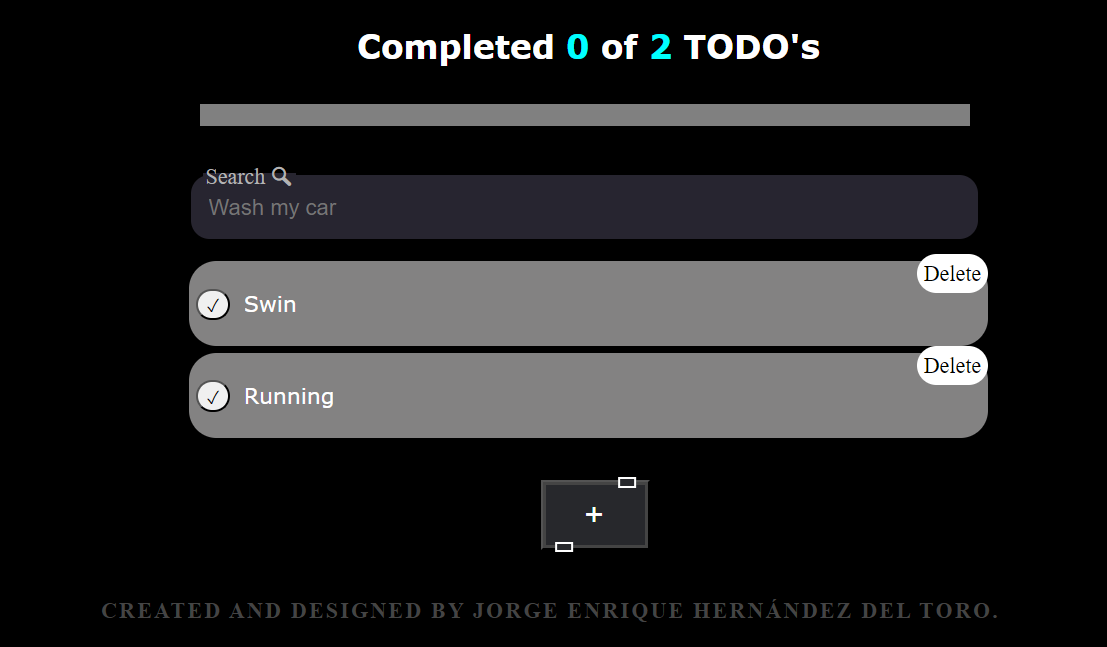 Completed 0 of 2 TODO's
Search 🔍
Wash my car
Delete
✓ Swin
Delete
✓ Running
+
CREATED AND DESIGNED BY JORGE ENRIQUE HERNÁNDEZ DEL TORO.